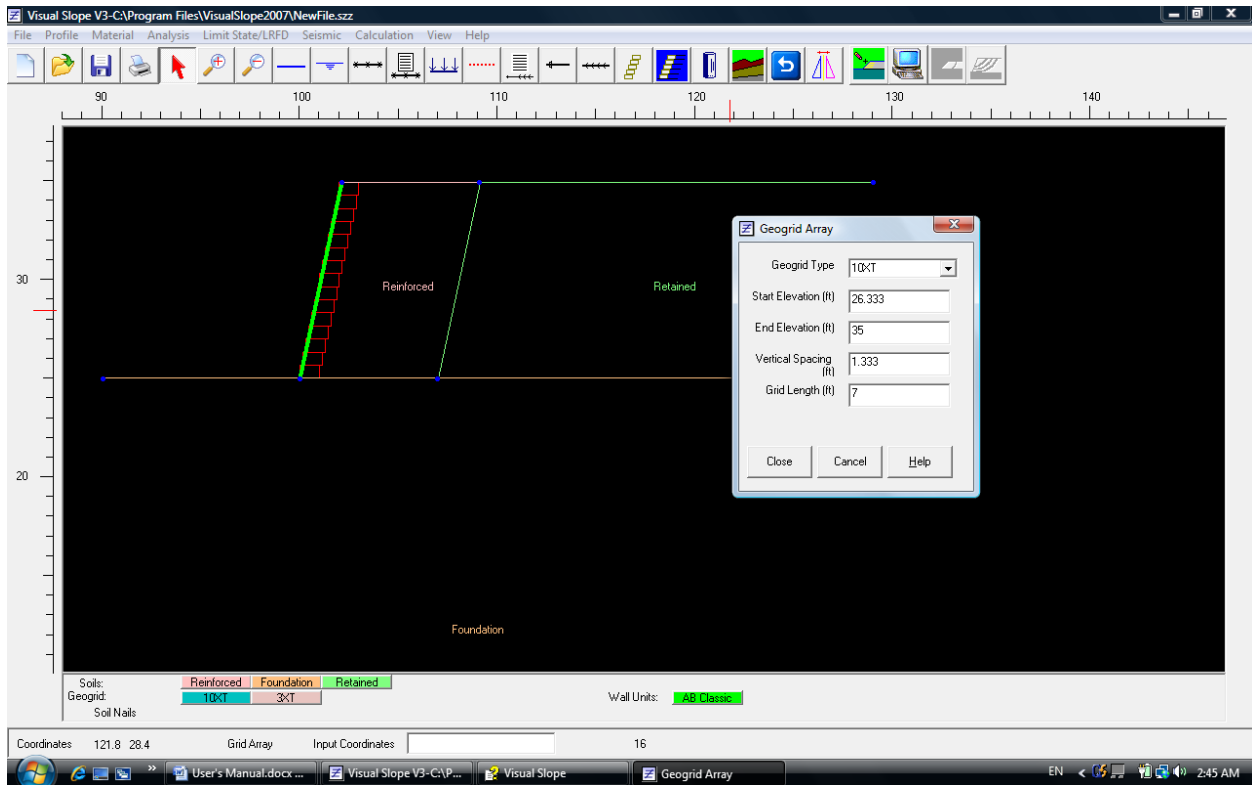 Visual Slope V3-C:\Program Files\VisualSlope2007\NewFile.szz
File Profile Material Analysis Limit State/LRFD Seismic Calculation View Help
90 100 110 120 130 140
30
20
Reinforced
Retained
Foundation
Geogrid Array
Geogrid Type 10XT
Start Elevation (ft) 26.333
End Elevation (ft) 35
Vertical Spacing
(ft)
1.333
Grid Length (ft) 7
Close Cancel Help
Soils: Reinforced Foundation Retained
Geogrid: 10XT 3XT Wall Units: AB Classic
Soil Nails
Coordinates 121.8 28.4 Grid Array Input Coordinates 16
User's Manual.docx ... Visual Slope V3-C:\P... Visual Slope Geogrid Array EN 2:45 AM